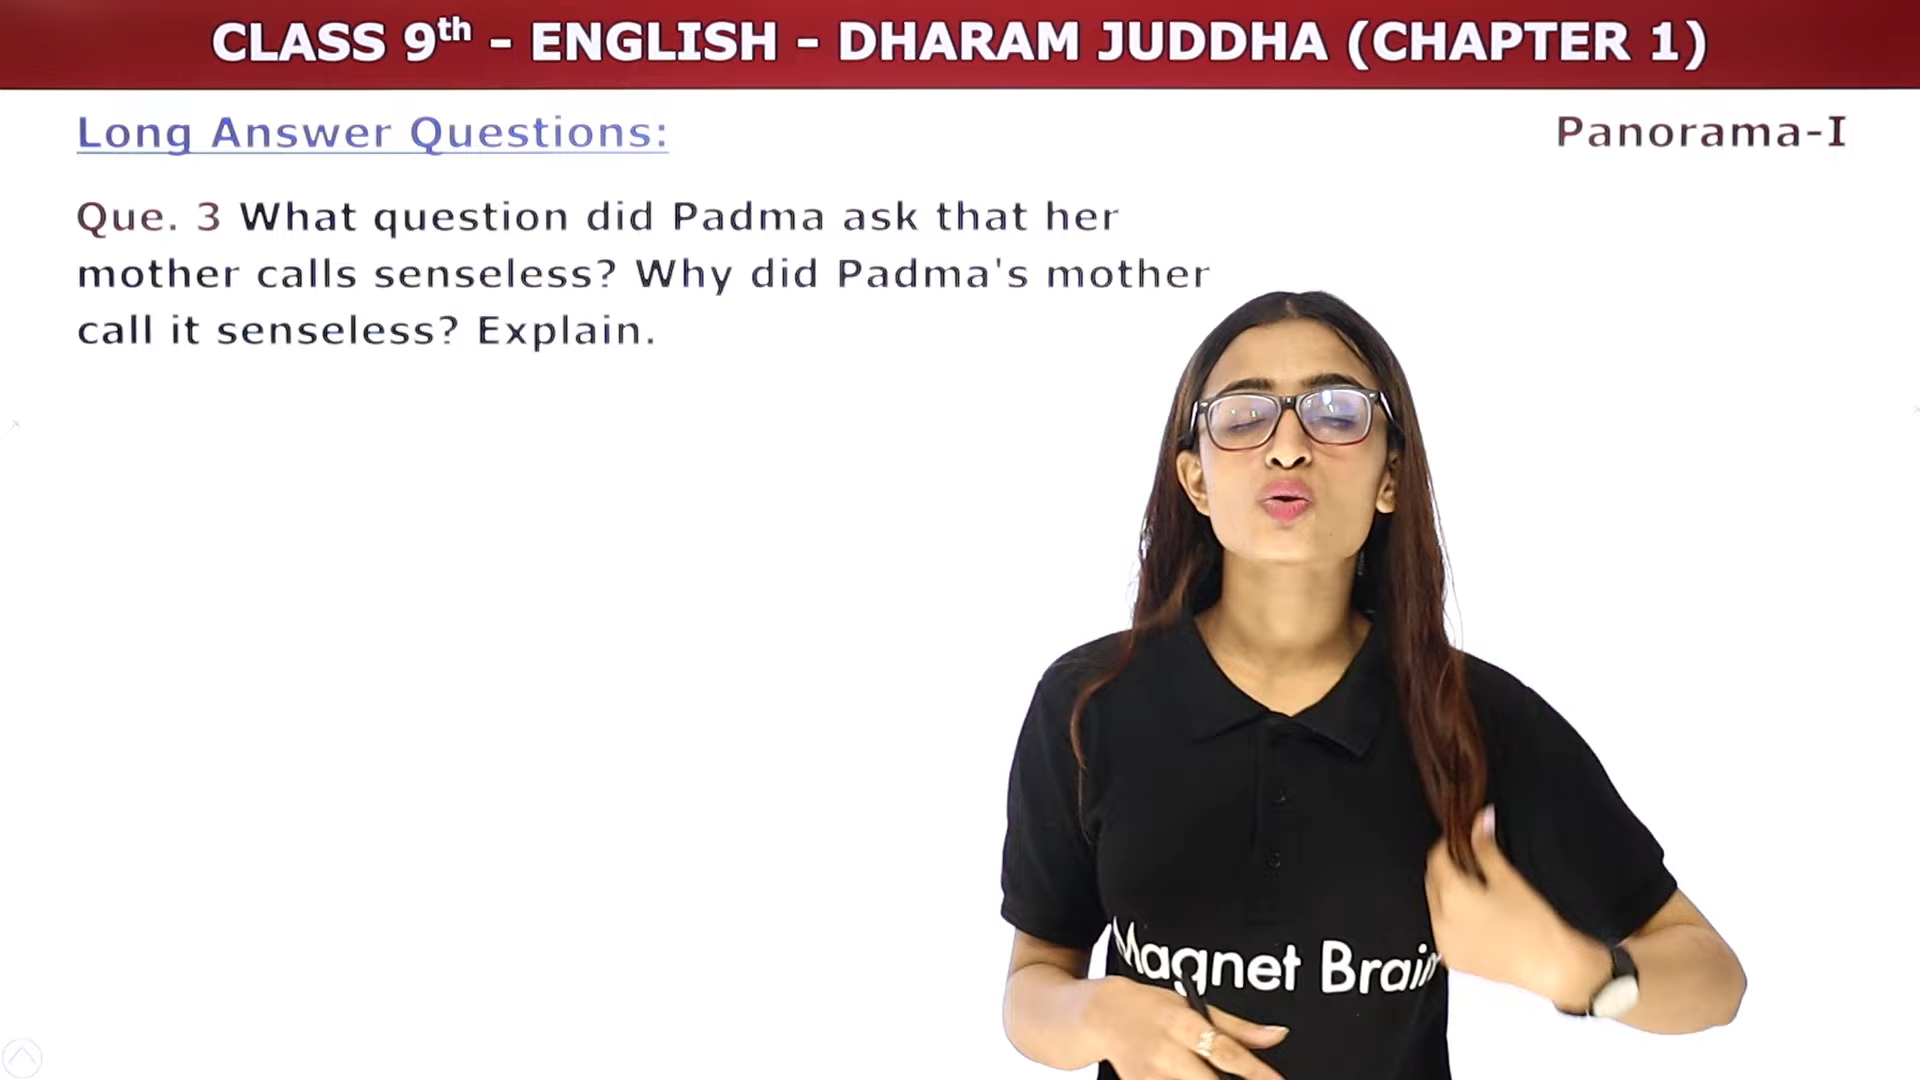 CLASS 9th - ENGLISH - DHARAM JUDDHA (CHAPTER 1)
Long Answer Questions:
Panorama-I
Que. 3 What question did Padma ask that her
mother calls senseless? Why did Padma's mother
call it senseless? Explain.
Magnet Brain